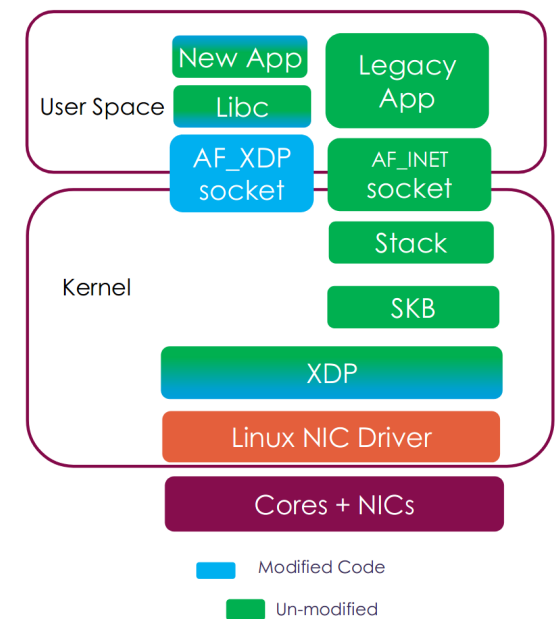 New App
Legacy
App
User Space
Libc
AF_XDP
socket
AF_INET
socket
Stack
Kernel
SKB
XDP
Linux NIC Driver
Cores + NICs
Modified Code
Un-modified